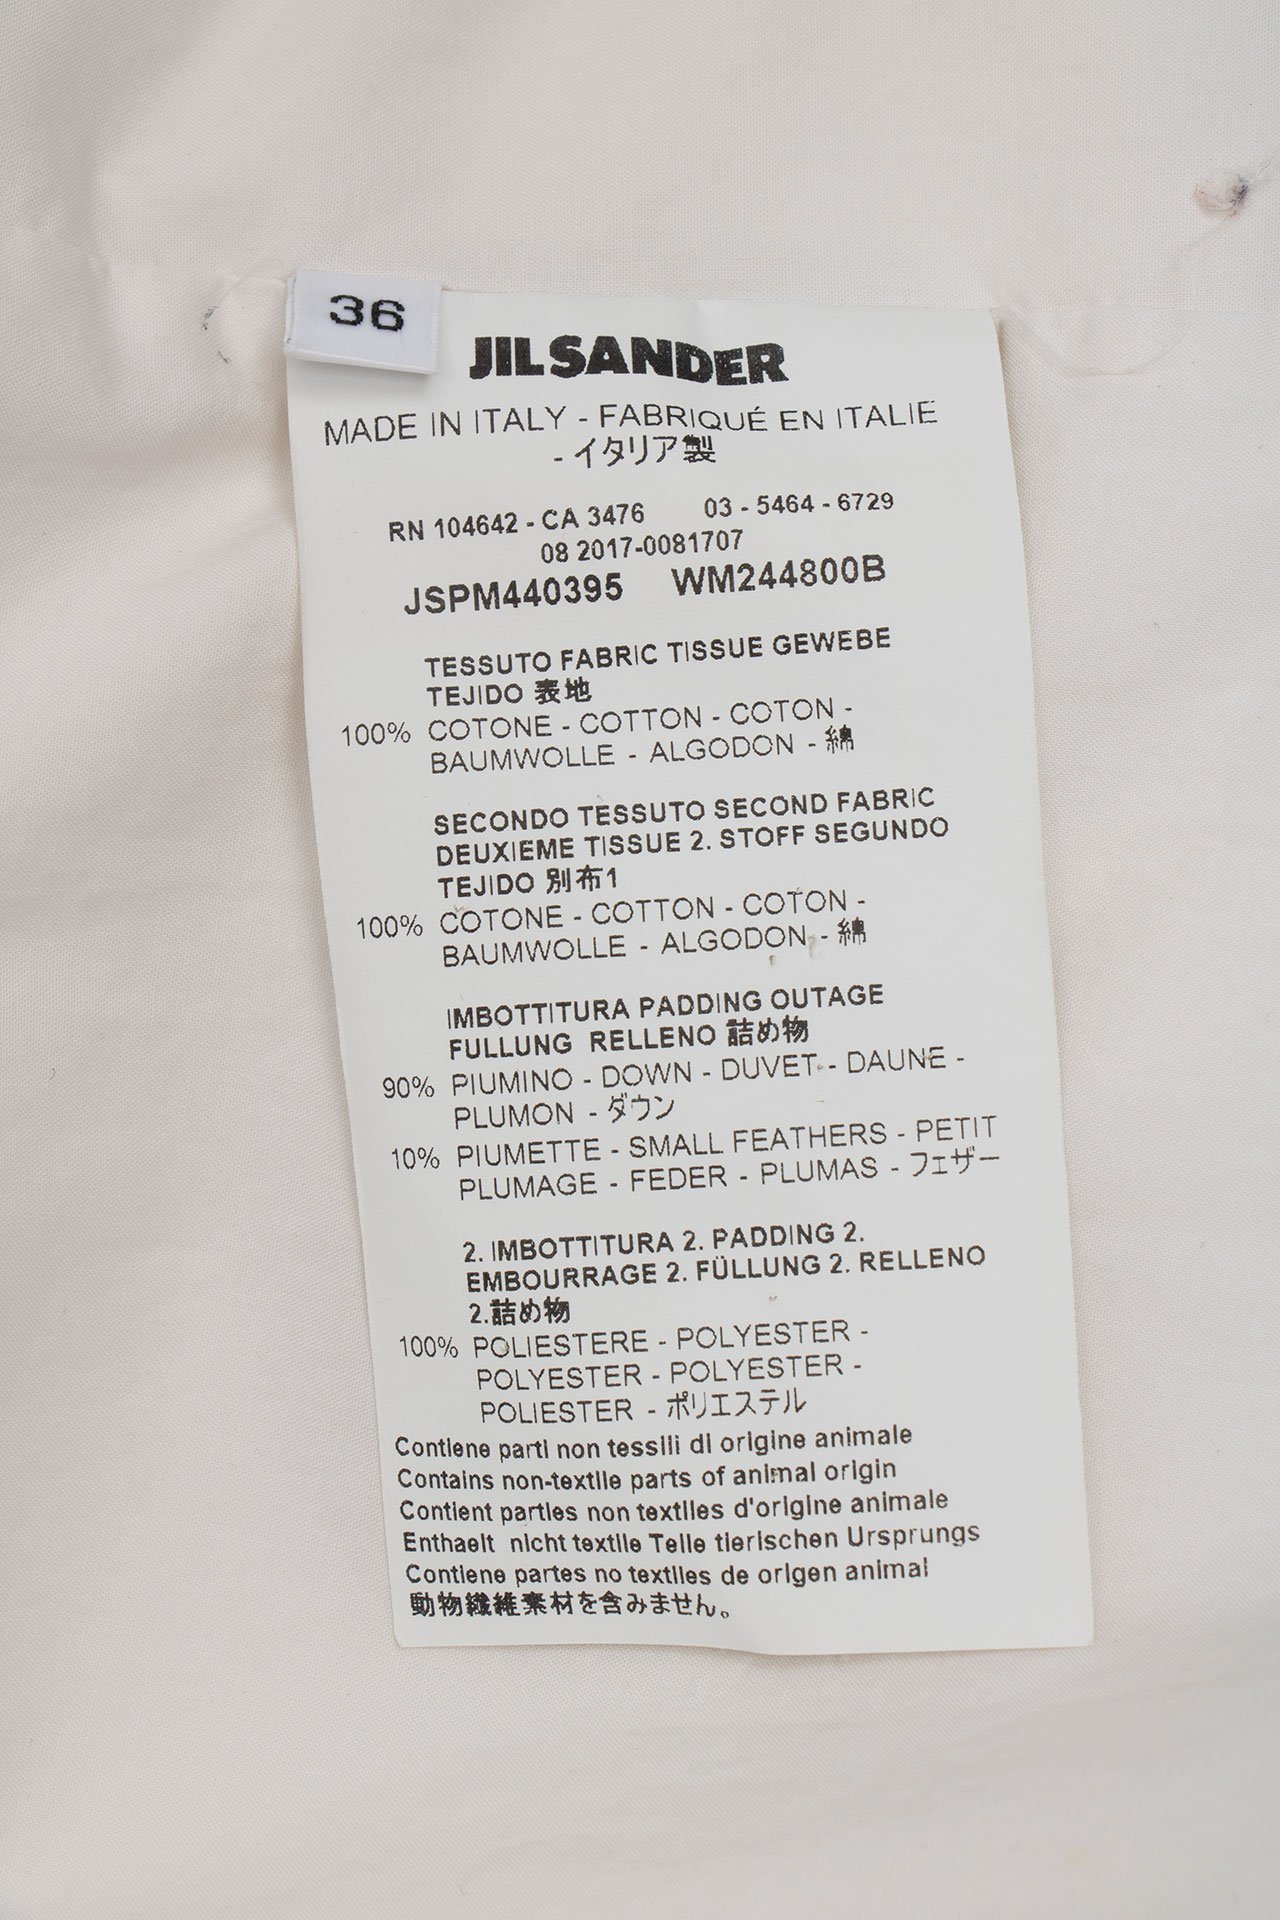 36
JIL SANDER
MADE IN ITALY - FABRIQUÉ EN ITALIE
- イタリア製
RN 104642 - CA 3476 03 - 5464 - 6729
08 2017-0081707
JSPM440395 WM244800B
TESSUTO FABRIC TISSUE GEWEBE
TEJIDO 表地
100% COTONE - COTTON - COTON -
BAUMWOLLE - ALGODON - 綿
SECONDO TESSUTO SECOND FABRIC
DEUXIEME TISSUE 2. STOFF SEGUNDO
TEJIDO 別布1
100% COTONE - COTTON - COTON -
BAUMWOLLE - ALGODON - 綿
IMBOTTITURA PADDING OUTAGE
FULLUNG RELLENO 詰め物
90% PIUMINO - DOWN - DUVET - DAUNE -
PLUMON - ダウン
10% PIUMETTE - SMALL FEATHERS - PETIT
PLUMAGE - FEDER - PLUMAS - フェザー
2. IMBOTTITURA 2. PADDING 2.
EMBOURRAGE 2. FÜLLUNG 2. RELLENO
2.詰め物
100% POLIESTERE - POLYESTER -
POLYESTER - POLYESTER -
POLIESTER - ポリエステル
Contiene parti non tessili di origine animale
Contains non-textile parts of animal origin
Contient parties non textiles d'origine animale
Enthaelt nicht textile Teile tierischen Ursprungs
Contiene partes no textiles de origen animal
動物繊維素材を含みません。